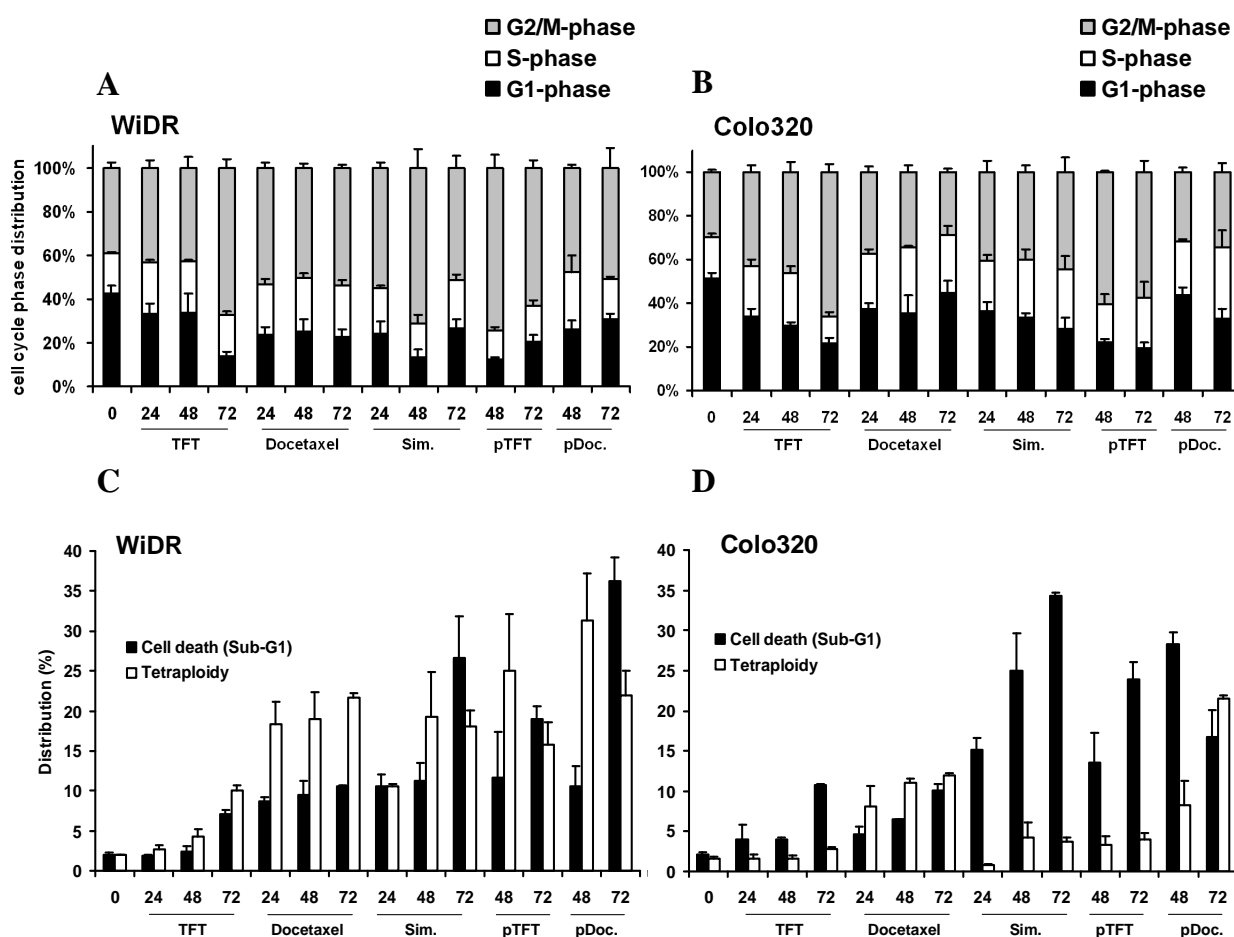 G2/M-phase
S-phase
G1-phase
G2/M-phase
S-phase
G1-phase
A
WiDR
B
Colo320
cell cycle phase distribution
100%
80%
60%
40%
20%
0%
0 24 48 72 24 48 72 24 48 72 48 72 48 72
TFT Docetaxel Sim. pTFT pDoc.
100%
80%
60%
40%
20%
0%
0 24 48 72 24 48 72 24 48 72 48 72 48 72
TFT Docetaxel Sim. pTFT pDoc.
C
WiDR
Distribution (%)
40
35
30
25
20
15
10
5
0
Cell death (Sub-G1)
Tetraploidy
0 24 48 72 24 48 72 24 48 72 48 72 48 72
TFT Docetaxel Sim. pTFT pDoc.
D
Colo320
40
35
30
25
20
15
10
5
0
Cell death (Sub-G1)
Tetraploidy
0 24 48 72 24 48 72 24 48 72 48 72 48 72
TFT Docetaxel Sim. pTFT pDoc.